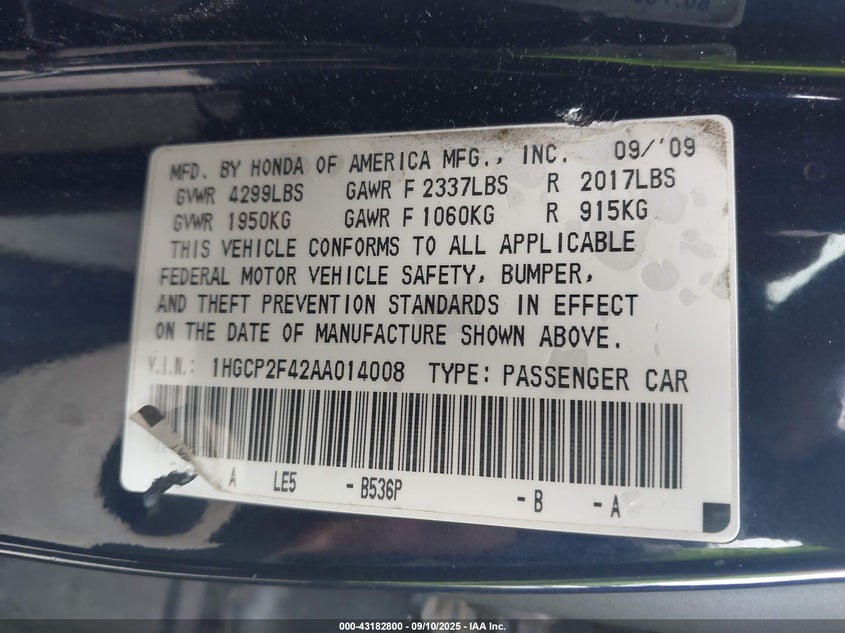 MFD. BY HONDA OF AMERICA MFG., INC. 09/'09
GVWR 4299LBS GAWR F 2337LBS R 2017LBS
GVWR 1950KG GAWR F 1060KG R 915KG
THIS VEHICLE CONFORMS TO ALL APPLICABLE
FEDERAL MOTOR VEHICLE SAFETY, BUMPER,
AND THEFT PREVENTION STANDARDS IN EFFECT
ON THE DATE OF MANUFACTURE SHOWN ABOVE.
V.I.N.: 1HGCP2F42AA014008 TYPE: PASSENGER CAR
A LE5 -B536P -B -A
000-43182800 - 09/10/2025 - IAA Inc.